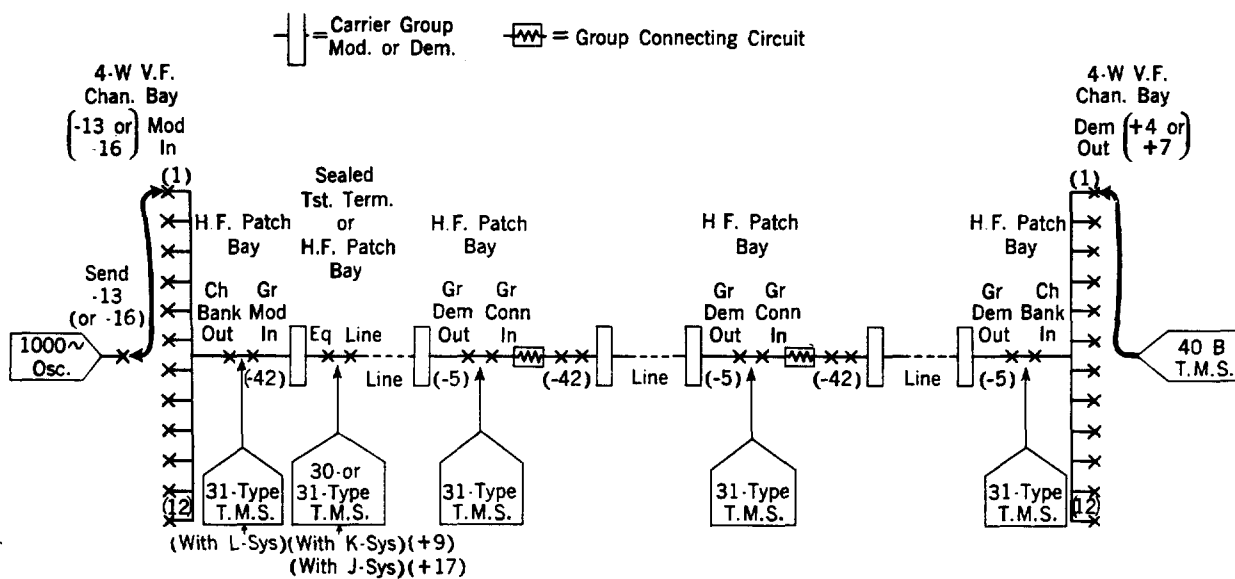 = Carrier Group
Mod. or Dem.
= Group Connecting Circuit
4-W V.F.
Chan. Bay
(-13 or -16) Mod In
4-W V.F.
Chan. Bay
Dem Out (+4 or +7)
(1)
(1)
Sealed
Tst. Term.
or
H.F. Patch
Bay
H.F. Patch
Bay
H.F. Patch
Bay
H F. Patch
Bay
H.F. Patch
Bay
Send
-13
(or -16)
Ch
Bank
Out
Gr
Mod
In
Eq Line
Gr
Dem
Out
Gr
Conn
In
Gr
Dem
Out
Gr
Conn
In
Gr
Dem
Out
Ch
Bank
In
1000~
Osc.
40 B
T.M.S.
(-42)
Line
(-5)
(-42)
Line
(-5)
(-42)
Line
(-5)
31-Type
T.M.S.
30-or
31-Type
T.M.S.
31-Type
T.M.S.
31-Type
T.M.S.
31-Type
T.M.S.
(12)
(12)
(With L-Sys)(With K-Sys)(+9)
(With J-Sys)(+17)